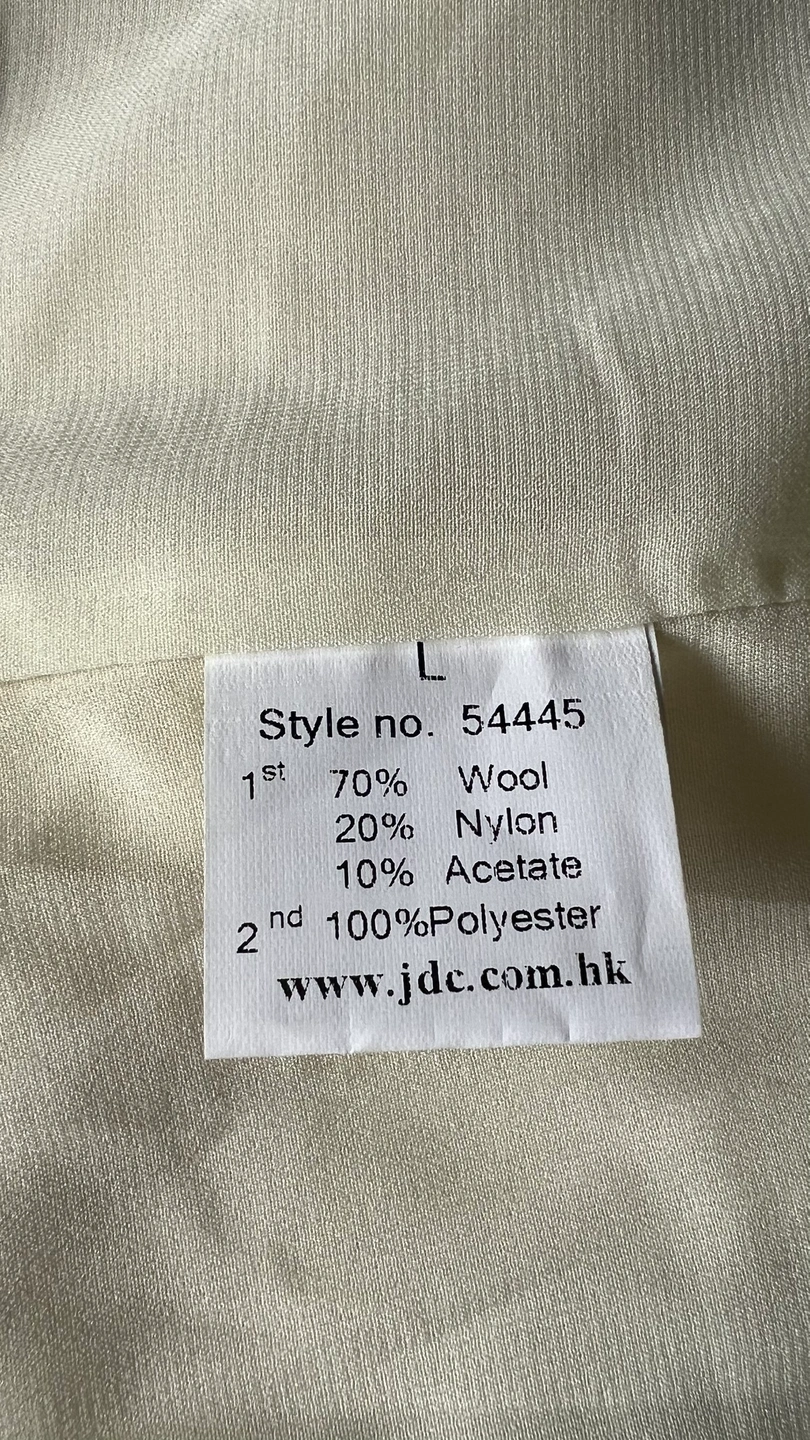 L
Style no. 54445
1st 70% Wool
20% Nylon
10% Acetate
2nd 100%Polyester
www.jdc.com.hk